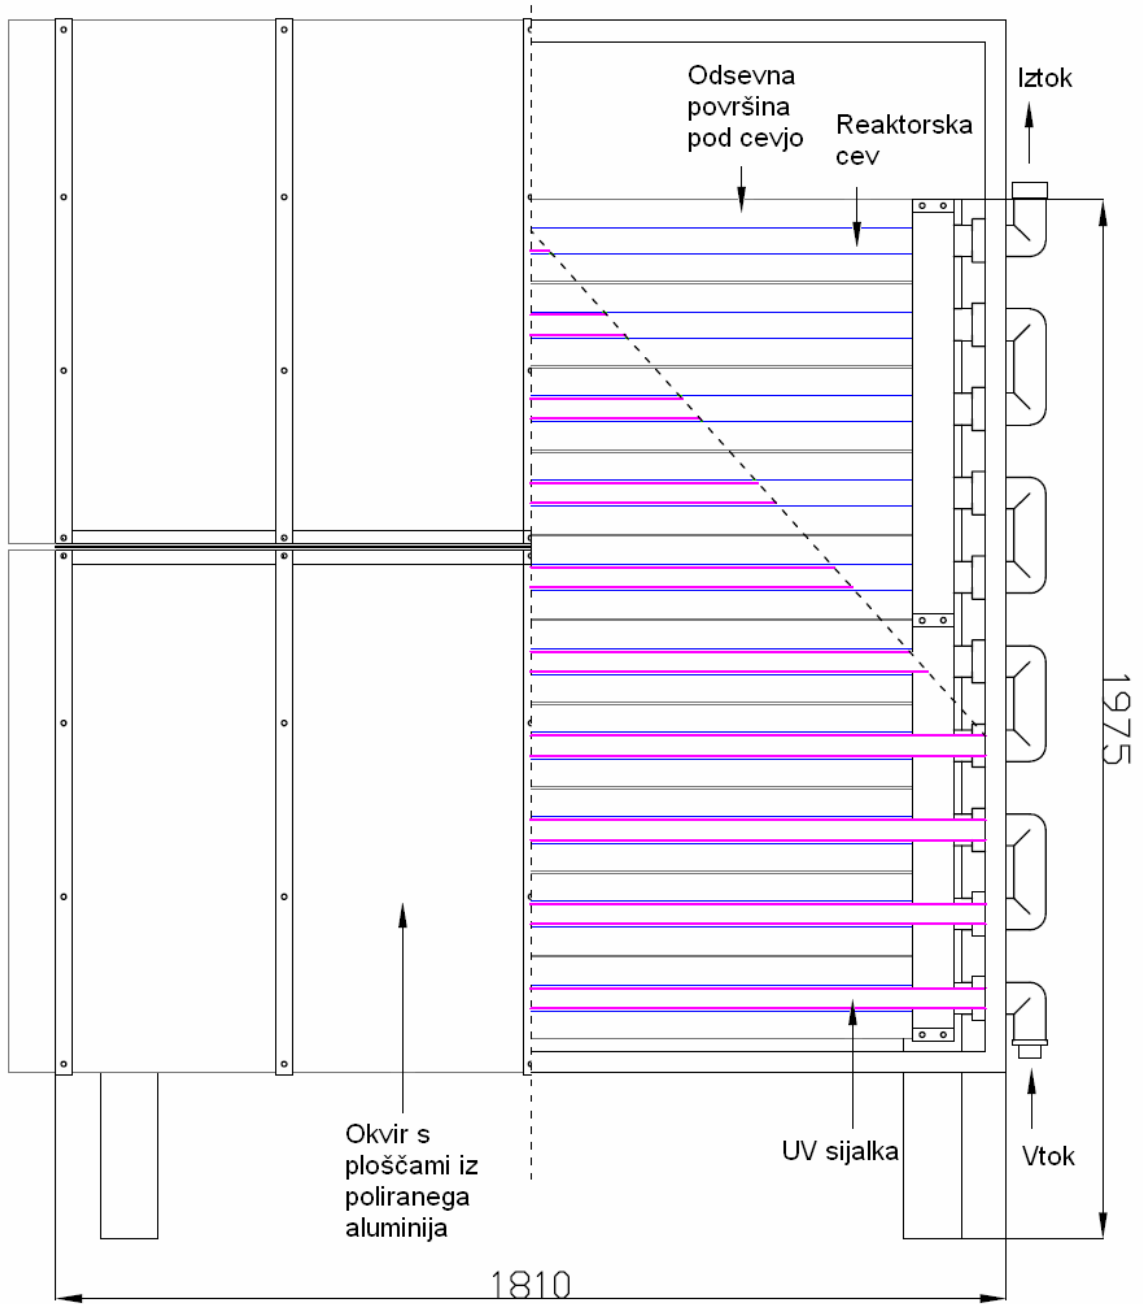 Odsevna
površina
pod cevjo
Reaktorska
cev
Iztok
1975
Okvir s
ploščami iz
poliranega
aluminija
UV sijalka
Vtok
1810